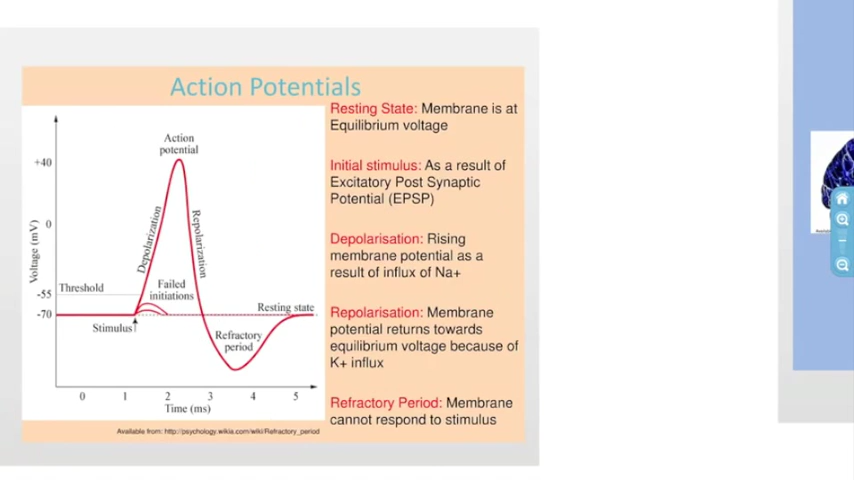 Action Potentials
Action
potential
+40
0
-55
-70
Voltage (mV)
Depolarization
Repolarization
Threshold
Failed
initiations
Resting state
Stimulus
Refractory
period
0 1 2 3 4 5
Time (ms)
Resting State: Membrane is at
Equilibrium voltage
Initial stimulus: As a result of
Excitatory Post Synaptic
Potential (EPSP)
Depolarisation: Rising
membrane potential as a
result of influx of Na+
Repolarisation: Membrane
potential returns towards
equilibrium voltage because of
K+ influx
Refractory Period: Membrane
cannot respond to stimulus
Available from: http://psychology.wikia.com/wiki/Refractory_period